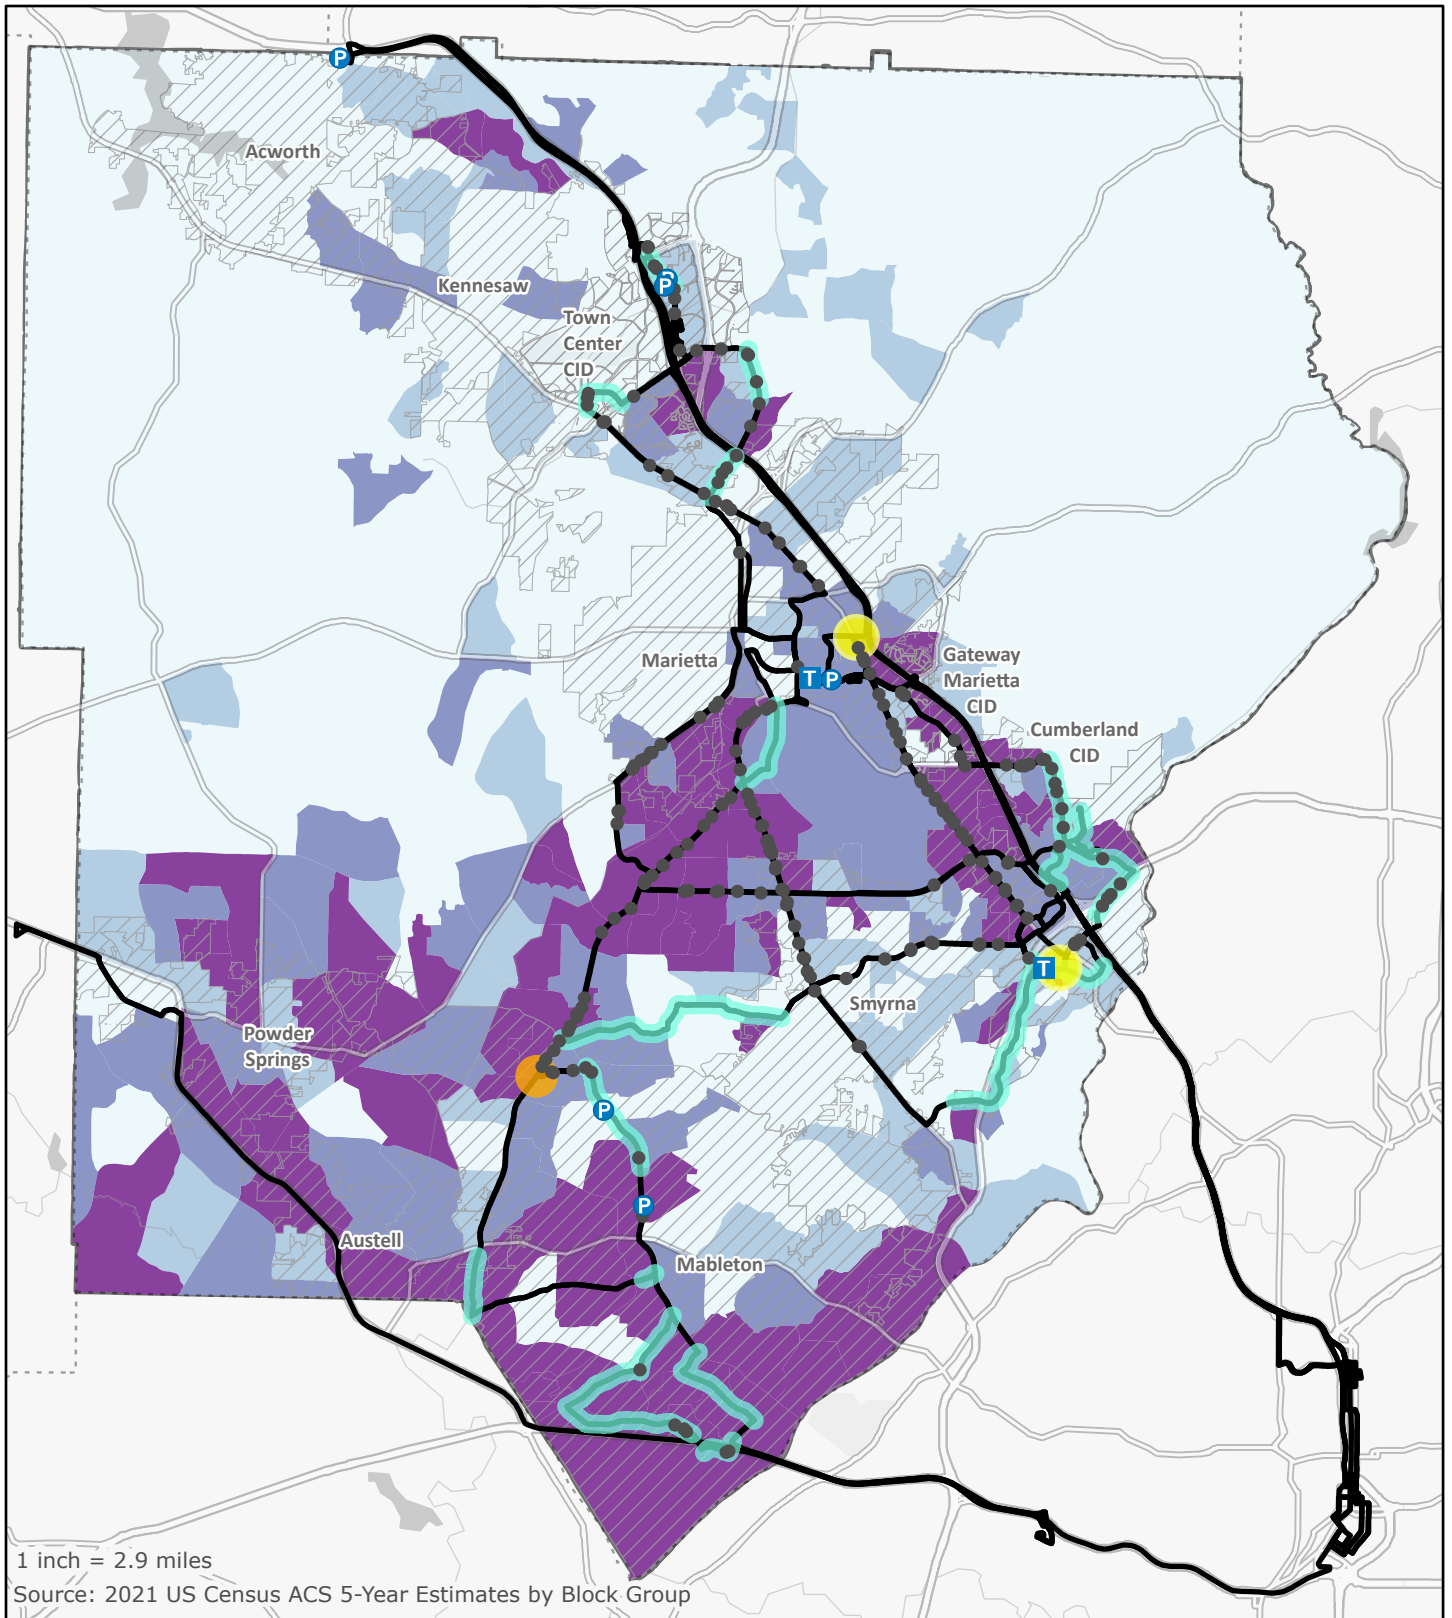 P
Acworth
Kennesaw
P
Town
Center
CID
Marietta
T P
Gateway
Marietta
CID
Cumberland
CID
T
Smyrna
Powder
Springs
P
P
Austell
Mableton
1 inch = 2.9 miles
Source: 2021 US Census ACS 5-Year Estimates by Block Group